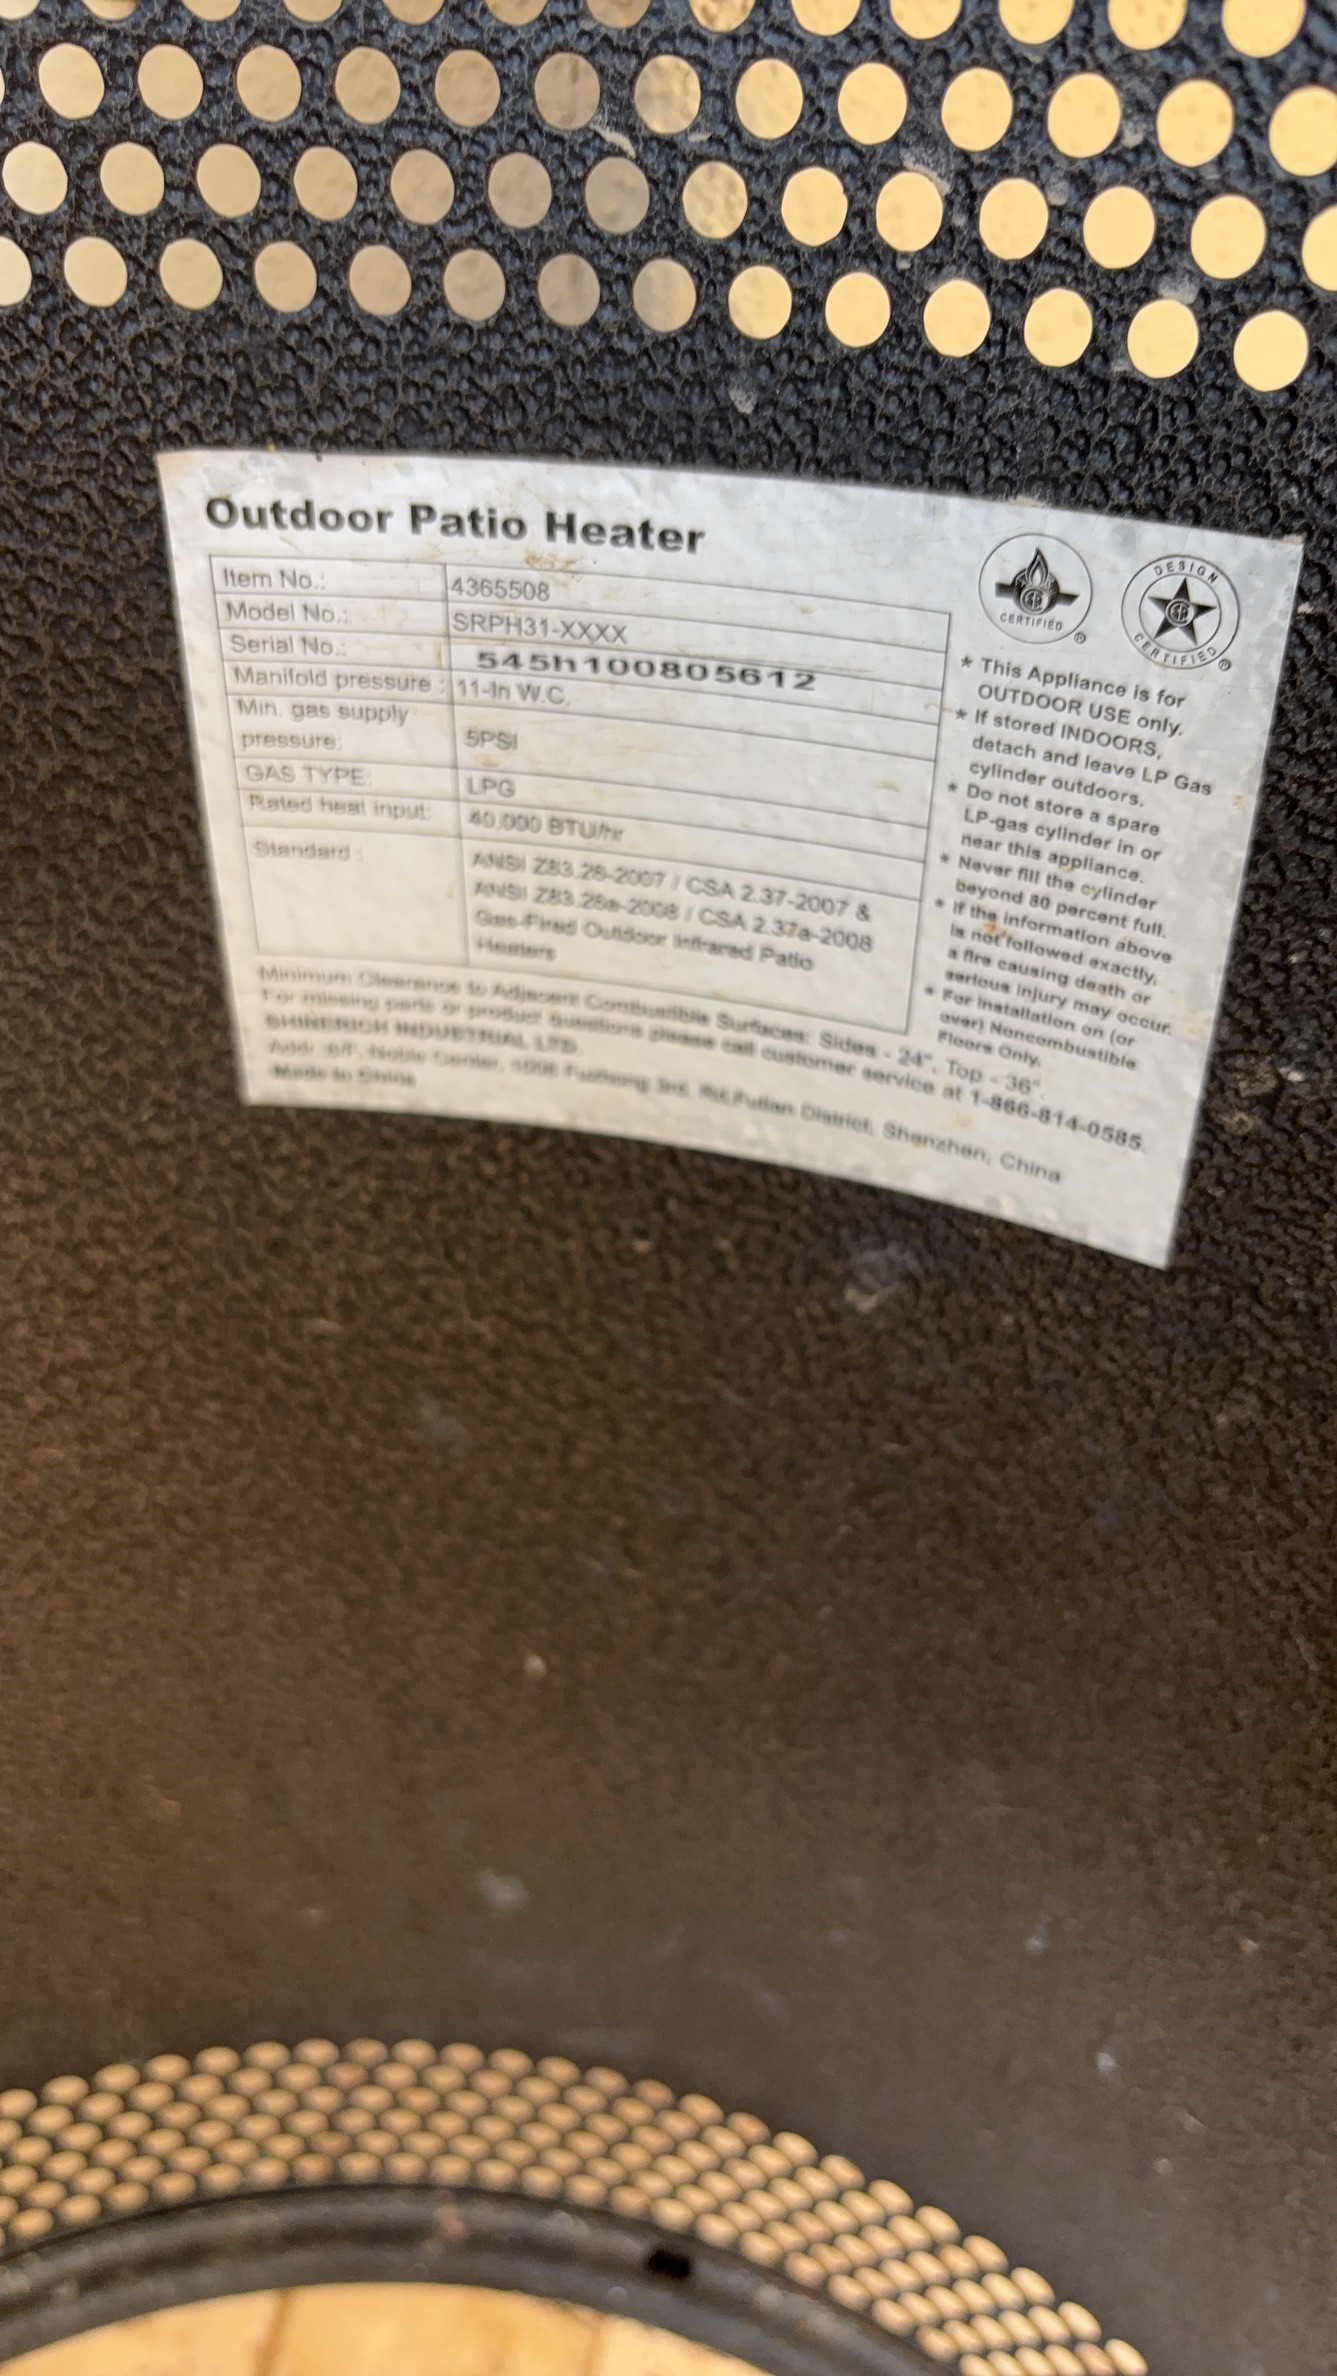 Outdoor Patio Heater
Item No.: 4365508
Model No.: SRPH31-XXXX
Serial No.: 545h100805612
Manifold pressure : 11-In W.C.
Min. gas supply
pressure: 5PSI
GAS TYPE: LPG
Rated heat input: 40,000 BTU/hr
Standard : ANSI Z83.26-2007 / CSA 2.37-2007 &
ANSI Z83.26a-2008 / CSA 2.37a-2008
Gas-Fired Outdoor Infrared Patio
Heaters
Minimum Clearance to Adjacent Combustible Surfaces: Sides - 24", Top - 36"
For missing parts or product questions please call customer service at 1-866-814-0585.
SHINERICH INDUSTRIAL LTD.
Noble Center, Fuzhong 3rd. Rd,Futian District, Shenzhen, China
Made in China
CERTIFIED ®
DESIGN
CERTIFIED ®
* This Appliance is for
OUTDOOR USE only.
* If stored INDOORS,
detach and leave LP Gas
cylinder outdoors.
* Do not store a spare
LP-gas cylinder in or
near this appliance.
* Never fill the cylinder
beyond 80 percent full.
* If the information above
is not followed exactly,
a fire causing death or
serious injury may occur.
* For installation on (or
over) Noncombustible
Floors Only.